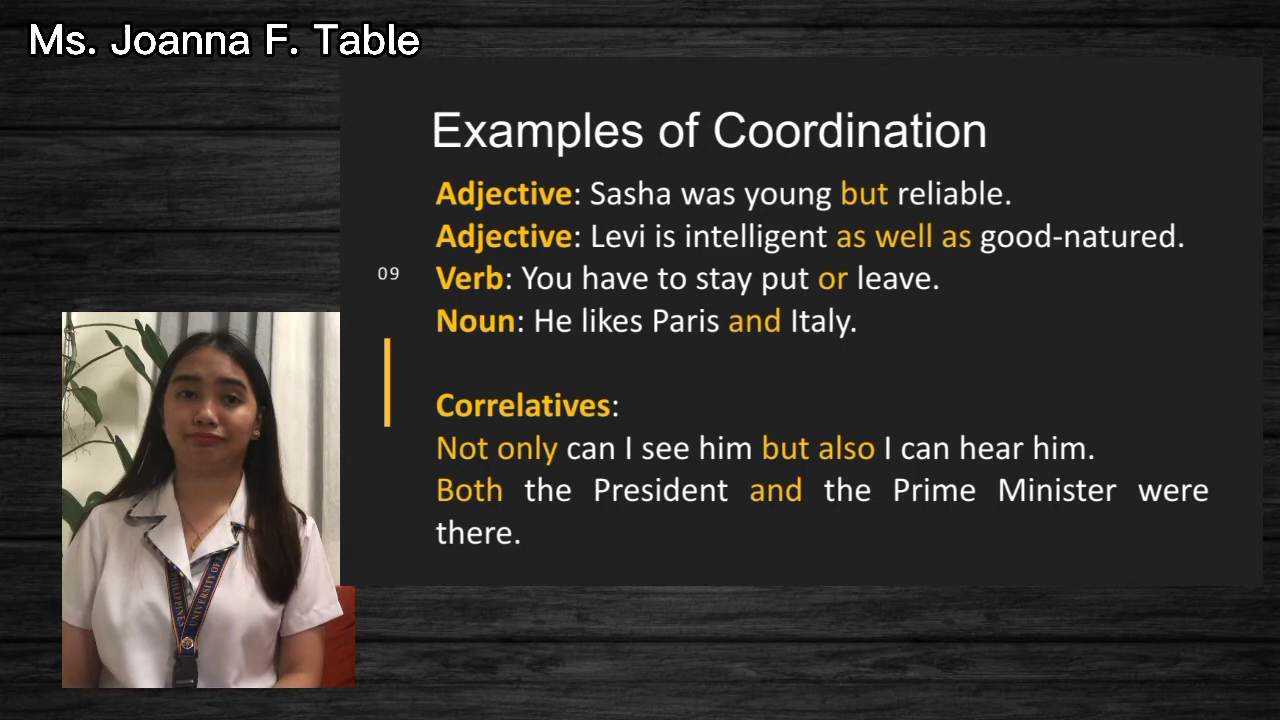 Ms. Joanna F. Table
Examples of Coordination
Adjective: Sasha was young but reliable.
Adjective: Levi is intelligent as well as good-natured.
09
Verb: You have to stay put or leave.
Noun: He likes Paris and Italy.
Correlatives:
Not only can I see him but also I can hear him.
Both the President and the Prime Minister were
there.
UNIVERSITY OF